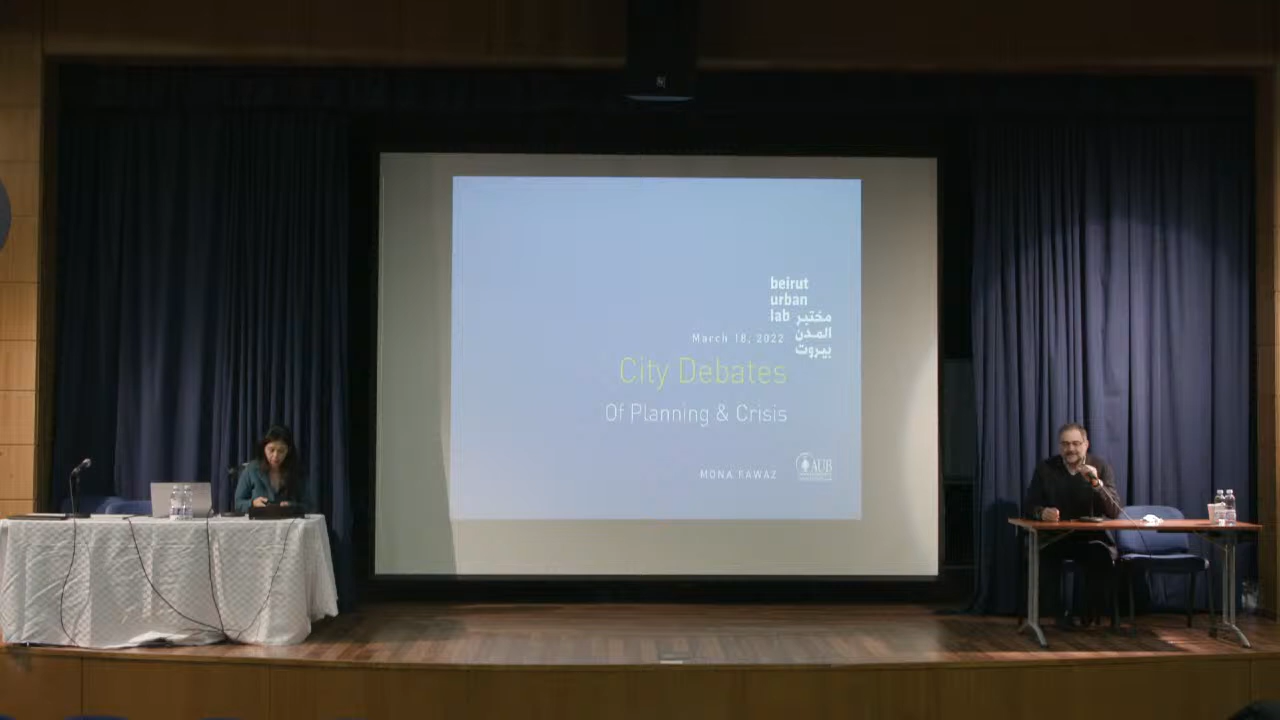 beirut
urban
lab
مختبر
المدن
بيروت
March 18, 2022
City Debates
Of Planning & Crisis
MONA FAWAZ
AUB